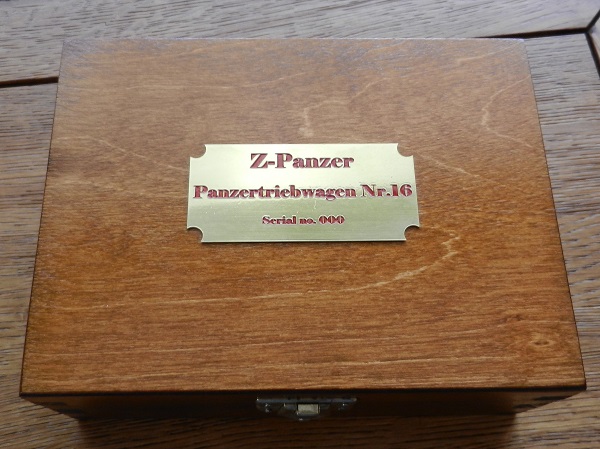 Z-Panzer
Panzertriebwagen Nr.16
Serial no. 000